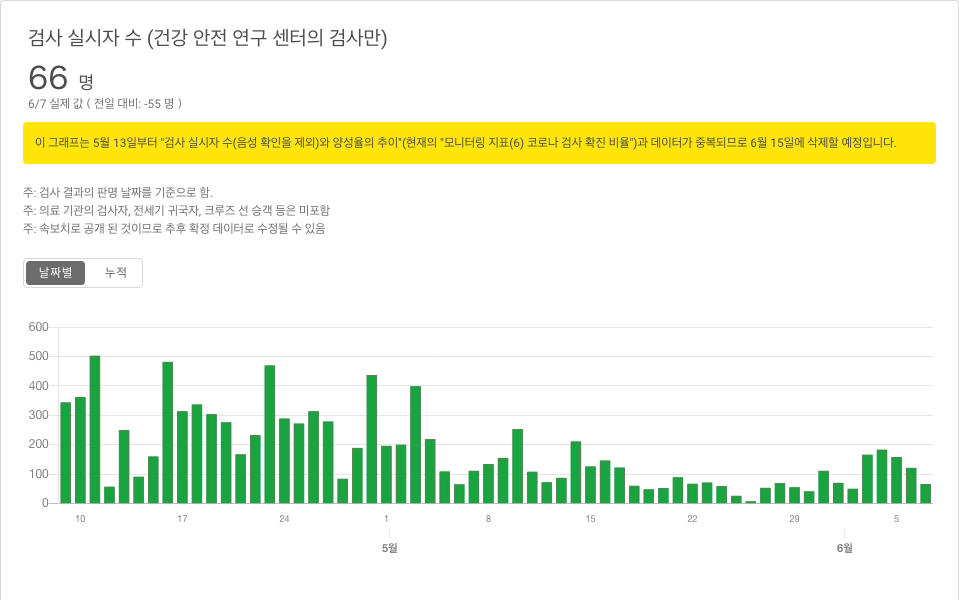 검사 실시자 수 (건강 안전 연구 센터의 검사만)
66 명
6/7 실제 값 ( 전일 대비: -55 명 )
이 그래프는 5월 13일부터 "검사 실시자 수(음성 확인을 제외)와 양성율의 추이"(현재의 "모니터링 지표(6) 코로나 검사 확진 비율")과 데이터가 중복되므로 6월 15일에 삭제할 예정입니다.
주: 검사 결과의 판명 날짜를 기준으로 함.
주: 의료 기관의 검사자, 전세기 귀국자, 크루즈 선 승객 등은 미포함
주: 속보치로 공개 된 것이므로 추후 확정 데이터로 수정될 수 있음
날짜별 누적
600
500
400
300
200
100
0
10 17 24 1 8 15 22 29 5
5월 6월